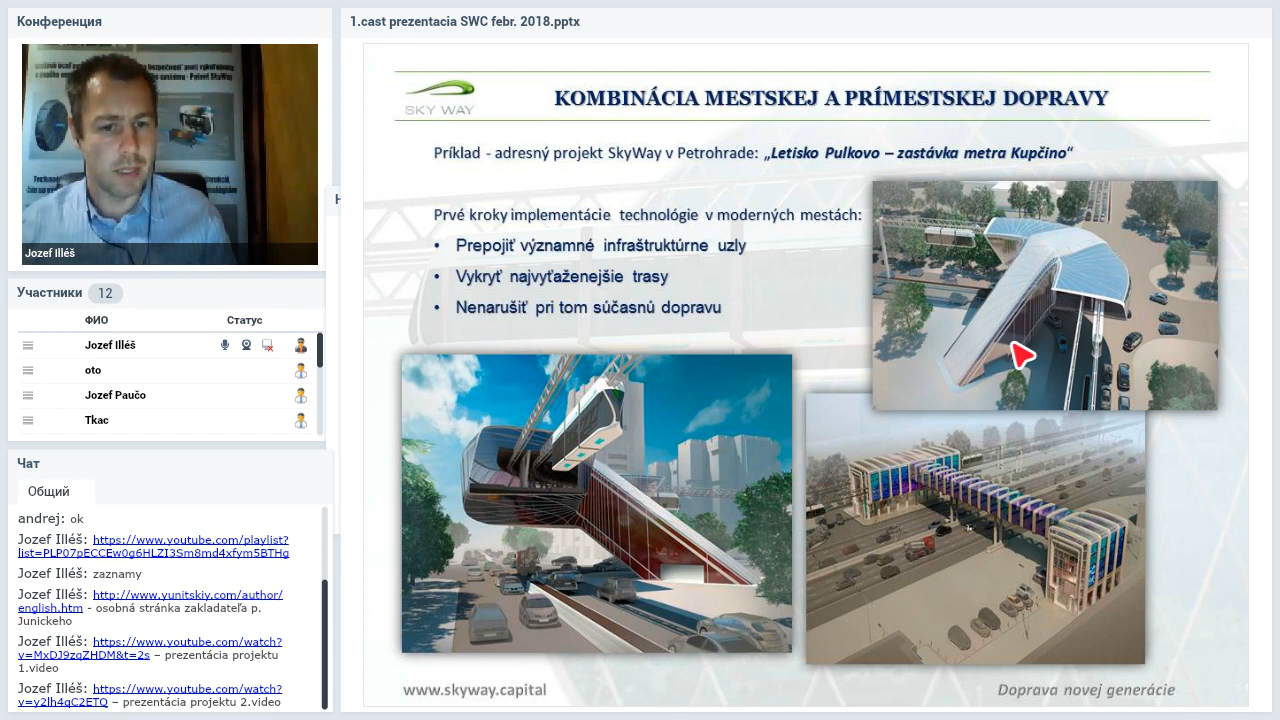 Конференция
Jozef Illéš
Участники 12
ФИО Статус
Jozef Illéš
oto
Jozef Paučo
Tkac
Чат
Общий
andrej: ok
Jozef Illéš: https://www.youtube.com/playlist?
list=PLP07pECCEw0g6HLZI3Sm8md4xfym5BTHg
Jozef Illéš: zaznamy
Jozef Illéš: http://www.yunitskiy.com/author/
english.htm - osobná stránka zakladateľa p.
Junickeho
Jozef Illéš: https://www.youtube.com/watch?
v=MxDJ9zqZHDM&t=2s – prezentácia projektu
1.video
Jozef Illéš: https://www.youtube.com/watch?
v=y2lh4gC2ETQ – prezentácia projektu 2.video
1.cast prezentacia SWC febr. 2018.pptx
SKY WAY
KOMBINÁCIA MESTSKEJ A PRÍMESTSKEJ DOPRAVY
Príklad - adresný projekt SkyWay v Petrohrade: „Letisko Pulkovo – zastávka metra Kupčino“
Prvé kroky implementácie technológie v moderných mestách:
• Prepojiť významné infraštruktúrne uzly
• Vykryť najvyťaženejšie trasy
• Nenarušiť pri tom súčasnú dopravu
www.skyway.capital
Doprava novej generácie